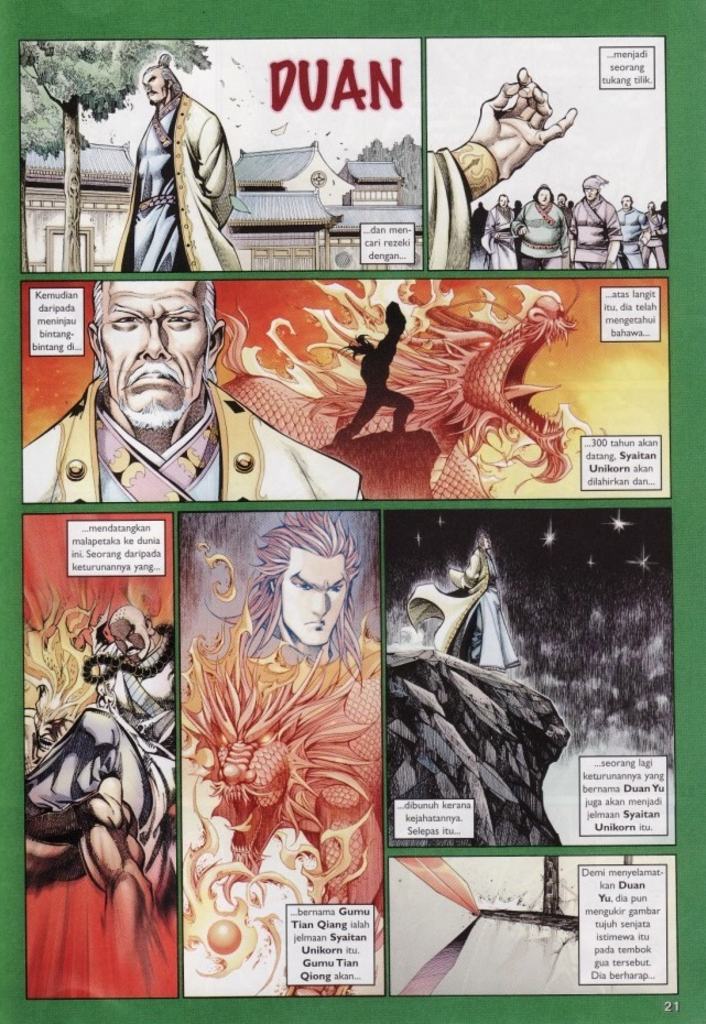 DUAN
...dan men-
cari rezeki
dengan...
...menjadi
seorang
tukang tilik.
Kemudian
daripada
meninjau
bintang-
bintang di...
...atas langit
itu, dia telah
mengetahui
bahawa...
...300 tahun akan
datang, Syaitan
Unikorn akan
dilahirkan dan...
...mendatangkan
malapetaka ke dunia
ini. Seorang daripada
keturunannya yang...
...bernama Gumu
Tian Qiang ialah
jelmaan Syaitan
Unikorn itu.
Gumu Tian
Qiong akan...
...dibunuh kerana
kejahatannya.
Selepas itu...
...seorang lagi
keturunannya yang
bernama Duan Yu
juga akan menjadi
jelmaan Syaitan
Unikorn itu.
Demi menyelamat-
kan Duan
Yu, dia pun
mengukir gambar
tujuh senjata
istimewa itu
pada tembok
gua tersebut.
Dia berharap...
21